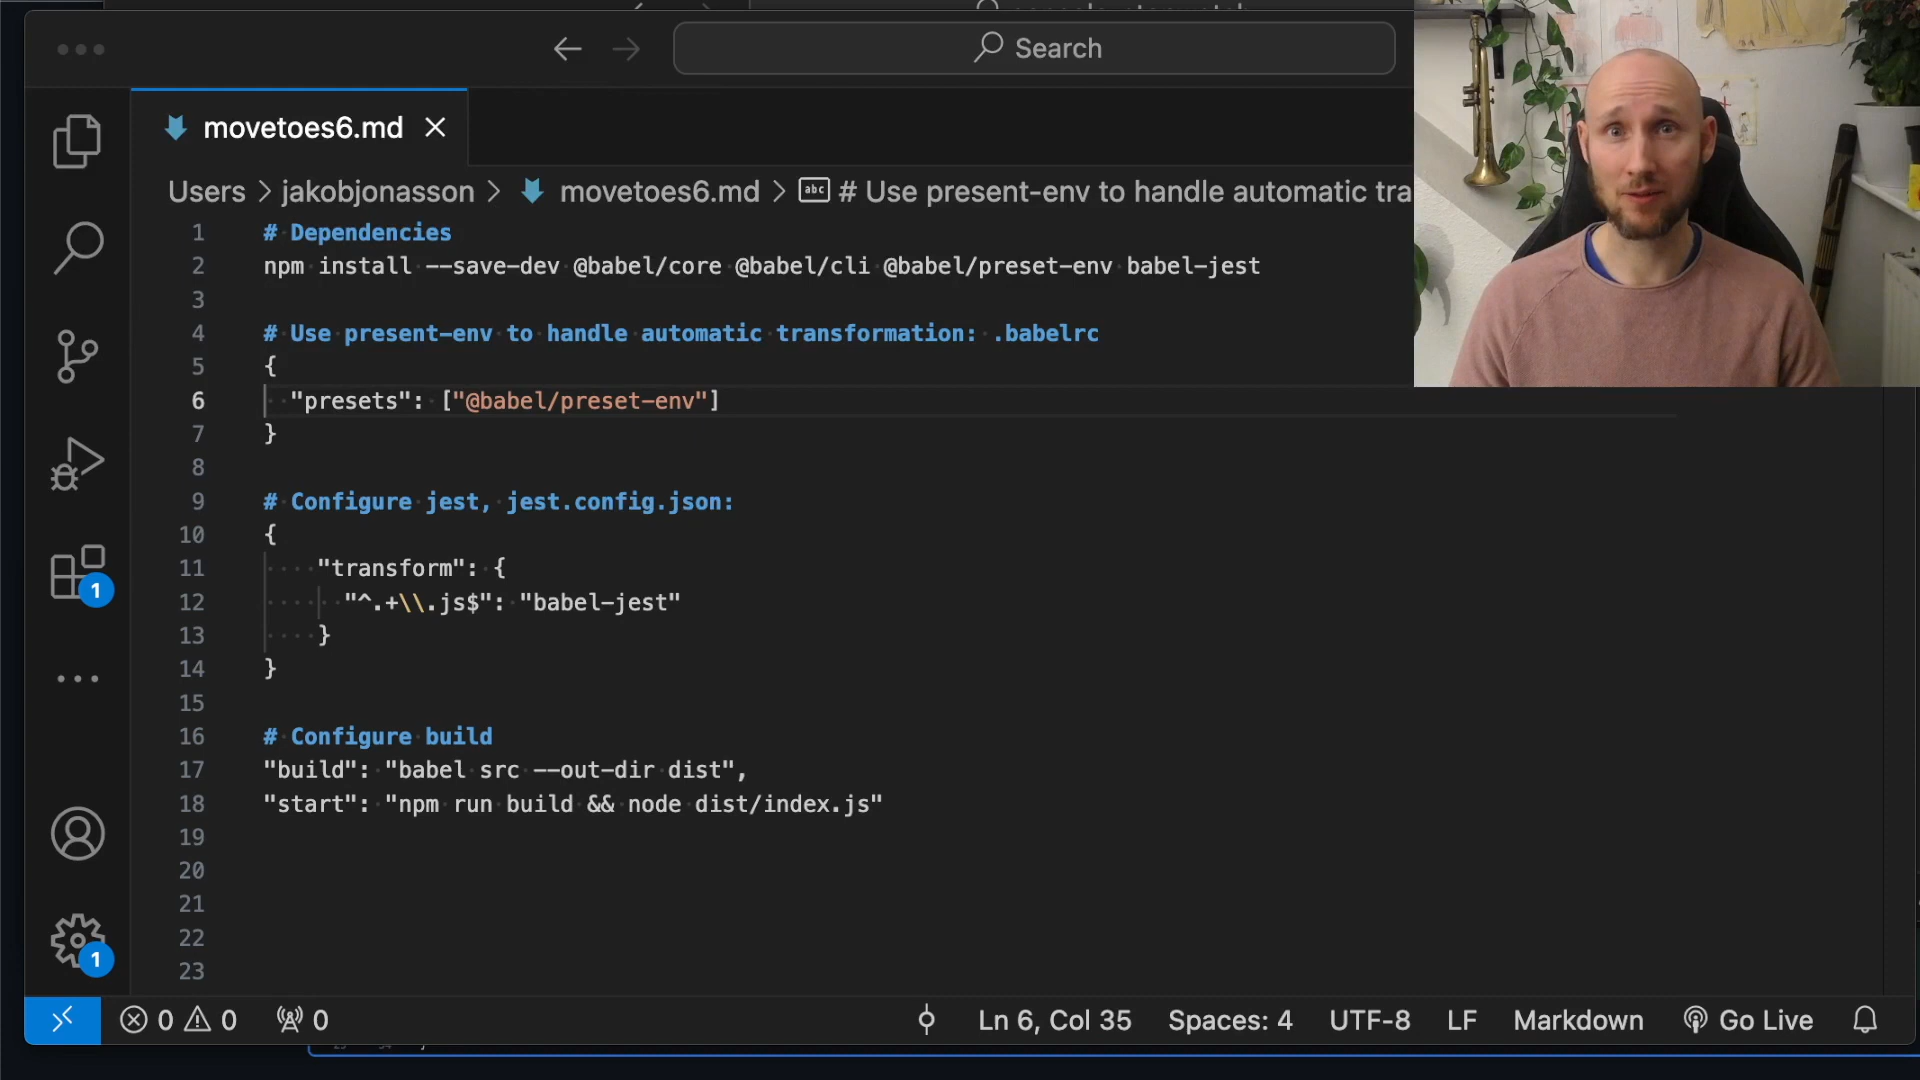 Search
movetoes6.md
Users > jakobjonasson > movetoes6.md > abc # Use present-env to handle automatic tra
1 # Dependencies
2 npm install --save-dev @babel/core @babel/cli @babel/preset-env babel-jest
3
4 # Use present-env to handle automatic transformation: .babelrc
5 {
6 "presets": ["@babel/preset-env"]
7 }
8
9 # Configure jest, jest.config.json:
10 {
11 "transform": {
12 "^.+\\.js$": "babel-jest"
13 }
14 }
15
16 # Configure build
17 "build": "babel src --out-dir dist",
18 "start": "npm run build && node dist/index.js"
19
20
21
22
23
1
1
0 0 0 Ln 6, Col 35 Spaces: 4 UTF-8 LF Markdown Go Live